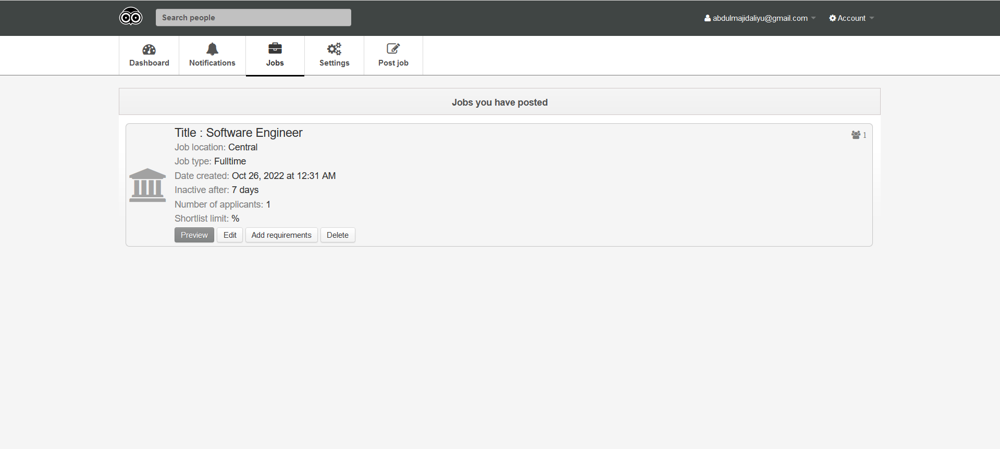 Search people
abdulmajidaliyu@gmail.com
Account
Dashboard
Notifications
Jobs
Settings
Post job
Jobs you have posted
Title : Software Engineer
1
Job location: Central
Job type: Fulltime
Date created: Oct 26, 2022 at 12:31 AM
Inactive after: 7 days
Number of applicants: 1
Shortlist limit: %
Preview
Edit
Add requirements
Delete